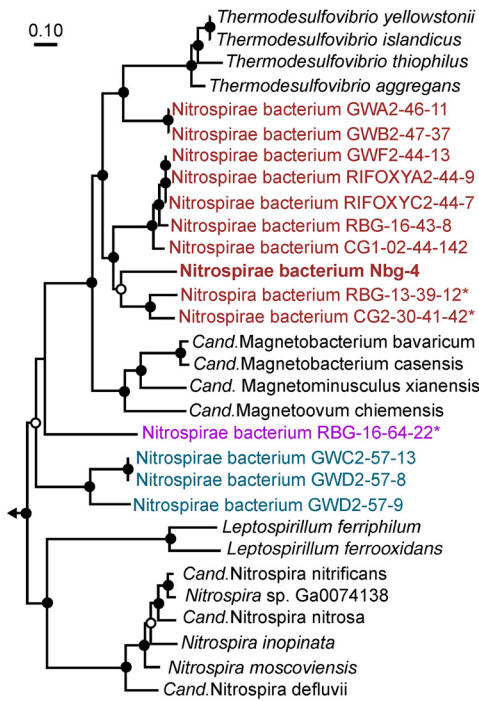 0.10
Thermodesulfovibrio yellowstonii
Thermodesulfovibrio islandicus
Thermodesulfovibrio thiophilus
Thermodesulfovibrio aggregans
Nitrospirae bacterium GWA2-46-11
Nitrospirae bacterium GWB2-47-37
Nitrospirae bacterium GWF2-44-13
Nitrospirae bacterium RIFOXYA2-44-9
Nitrospirae bacterium RIFOXYC2-44-7
Nitrospirae bacterium RBG-16-43-8
Nitrospirae bacterium CG1-02-44-142
Nitrospirae bacterium Nbg-4
Nitrospira bacterium RBG-13-39-12*
Nitrospirae bacterium CG2-30-41-42*
Cand.Magnetobacterium bavaricum
Cand.Magnetobacterium casensis
Cand. Magnetominusculus xianensis
Cand.Magnetoovum chiemensis
Nitrospirae bacterium RBG-16-64-22*
Nitrospirae bacterium GWC2-57-13
Nitrospirae bacterium GWD2-57-8
Nitrospirae bacterium GWD2-57-9
Leptospirillum ferriphilum
Leptospirillum ferrooxidans
Cand.Nitrospira nitrificans
Nitrospira sp. Ga0074138
Cand.Nitrospira nitrosa
Nitrospira inopinata
Nitrospira moscoviensis
Cand.Nitrospira defluvii